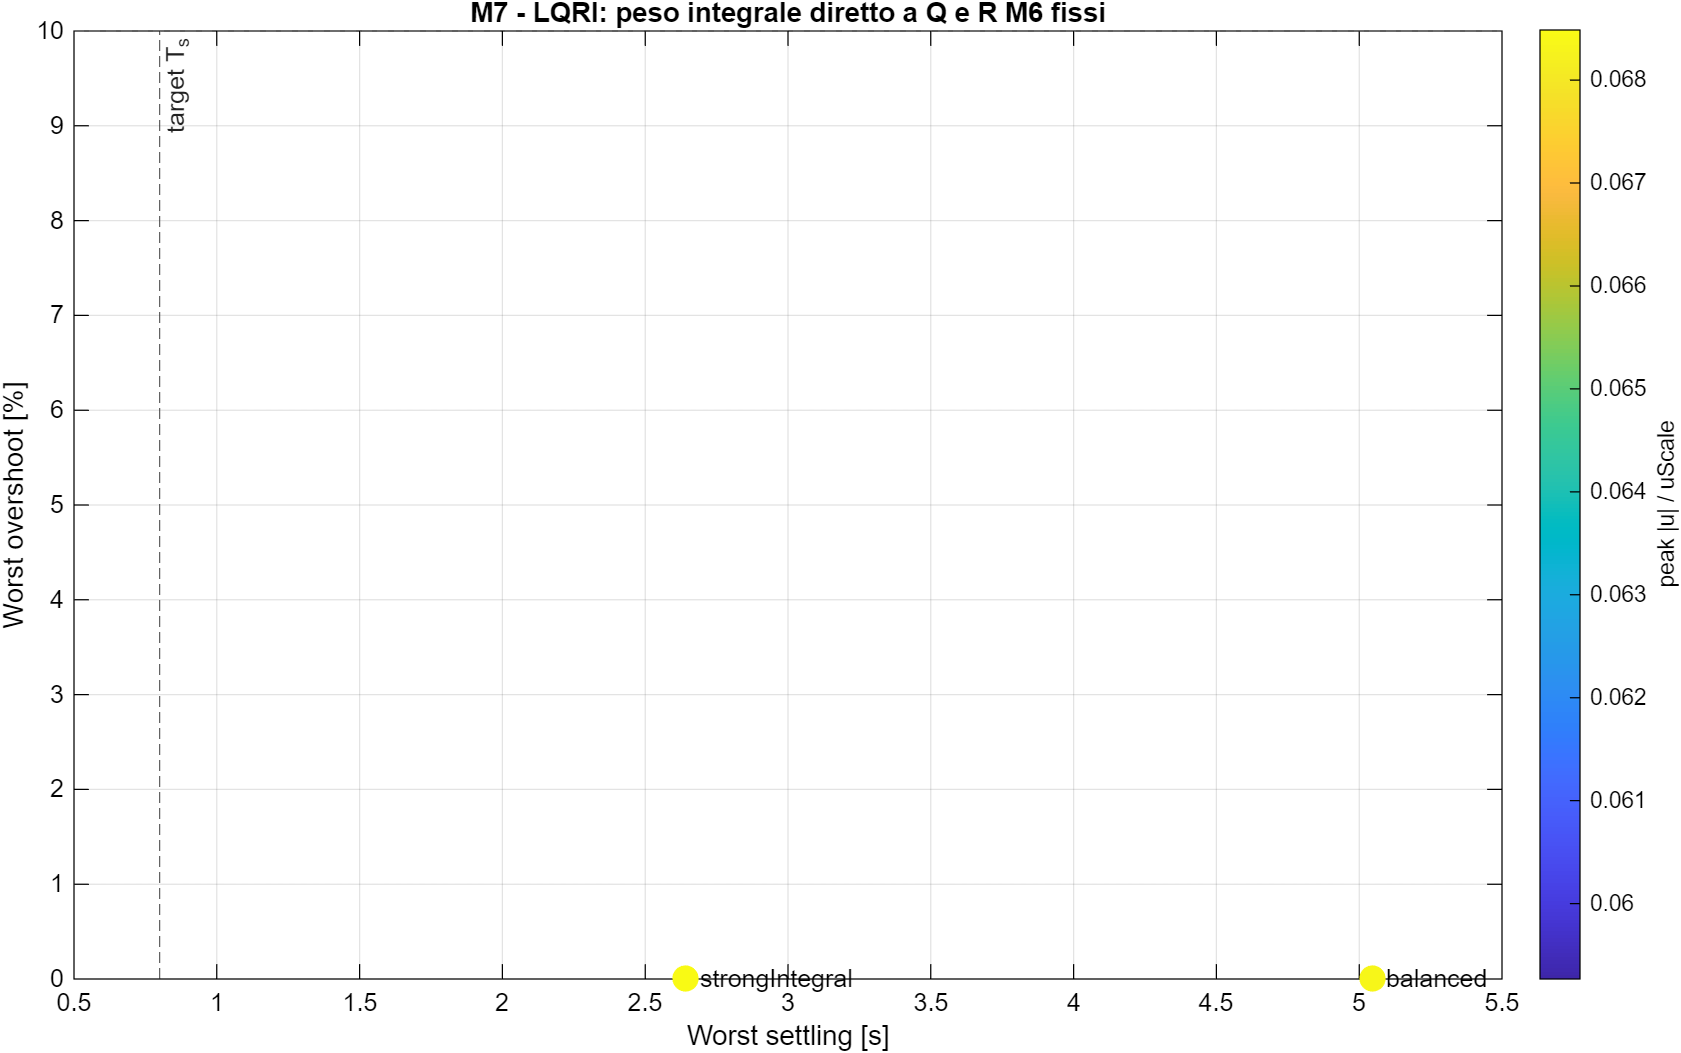 M7 - LQRI: peso integrale diretto a Q e R M6 fissi
10
9
8
7
6
5
4
3
2
1
0
Worst overshoot [%]
target Ts
strongIntegral
balanced
0.5 1 1.5 2 2.5 3 3.5 4 4.5 5 5.5
Worst settling [s]
0.068
0.067
0.066
0.065
0.064
0.063
0.062
0.061
0.06
peak |u| / uScale